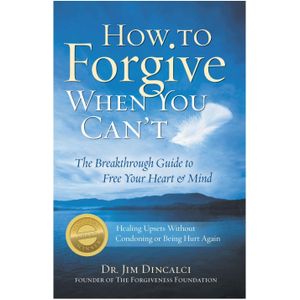 How to
Forgive
When You
Can't
The Breakthrough Guide to
Free Your Heart & Mind
Healing Upsets Without
Condoning or Being Hurt Again
Dr. Jim Dincalci
founder of The Forgiveness Foundation